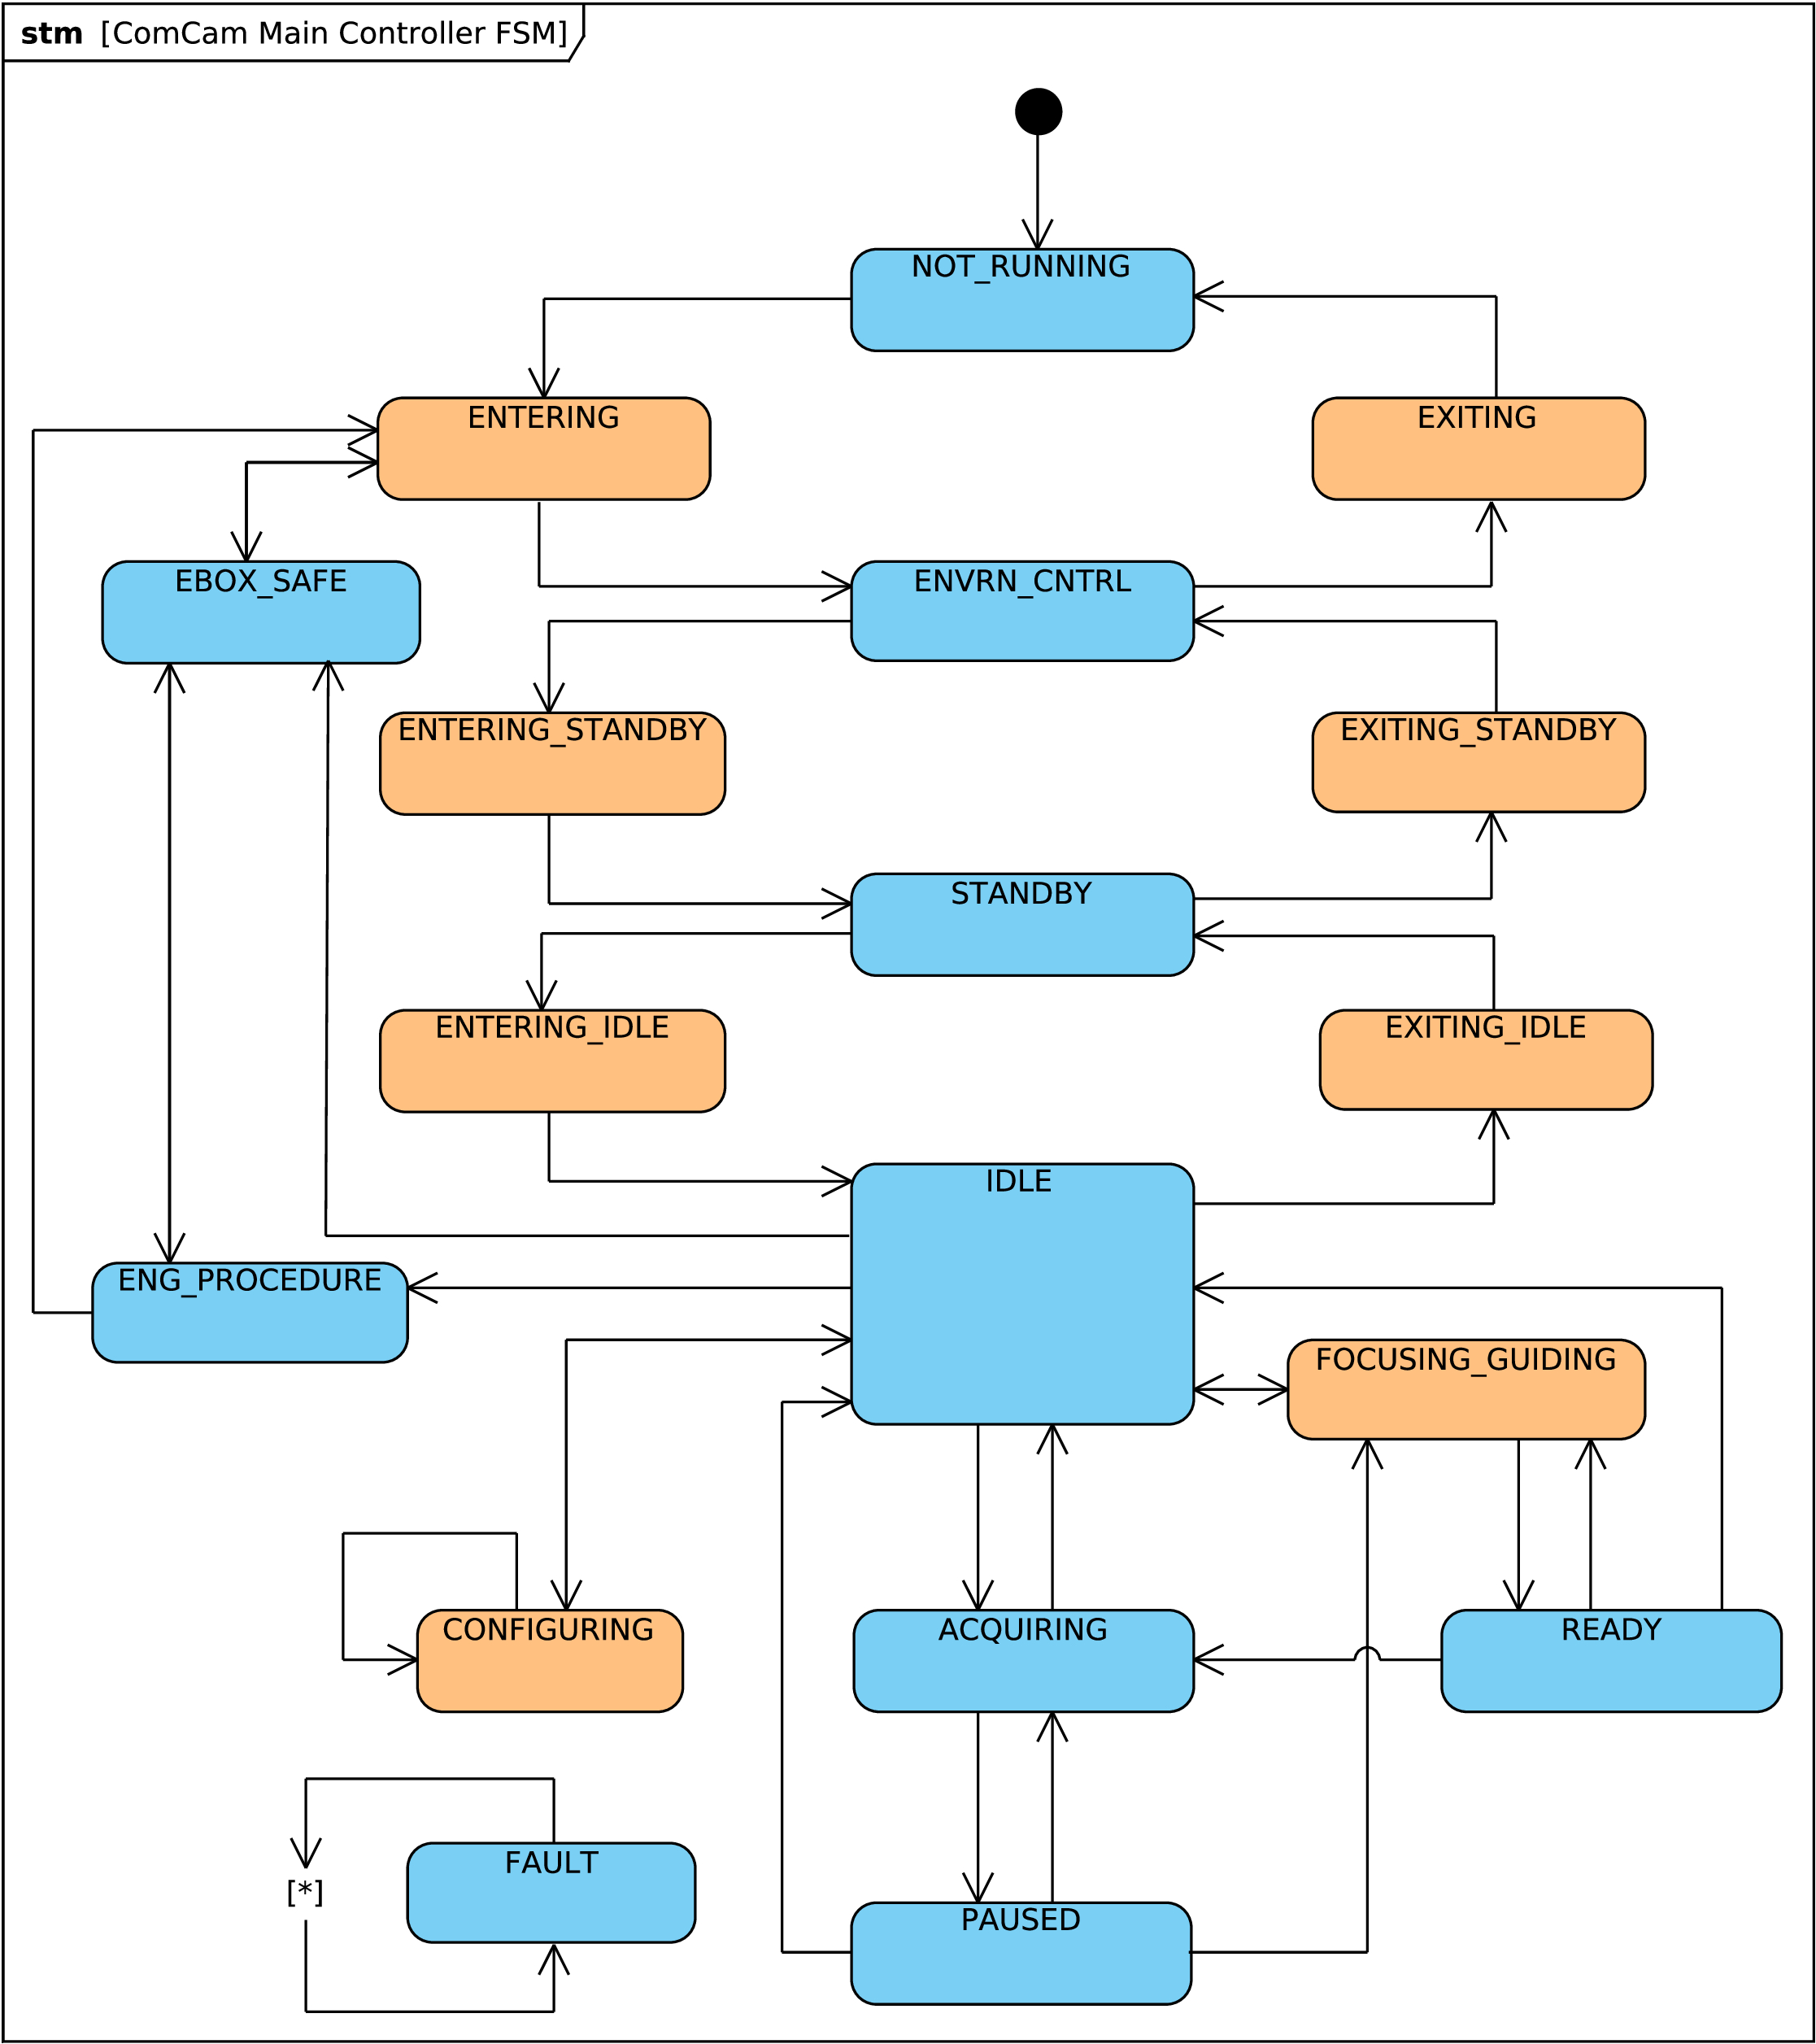 stm [ComCam Main Controller FSM]
NOT_RUNNING
ENTERING
EXITING
EBOX_SAFE
ENVRN_CNTRL
ENTERING_STANDBY
EXITING_STANDBY
STANDBY
ENTERING_IDLE
EXITING_IDLE
IDLE
ENG_PROCEDURE
FOCUSING_GUIDING
CONFIGURING
ACQUIRING
READY
FAULT
[*]
PAUSED